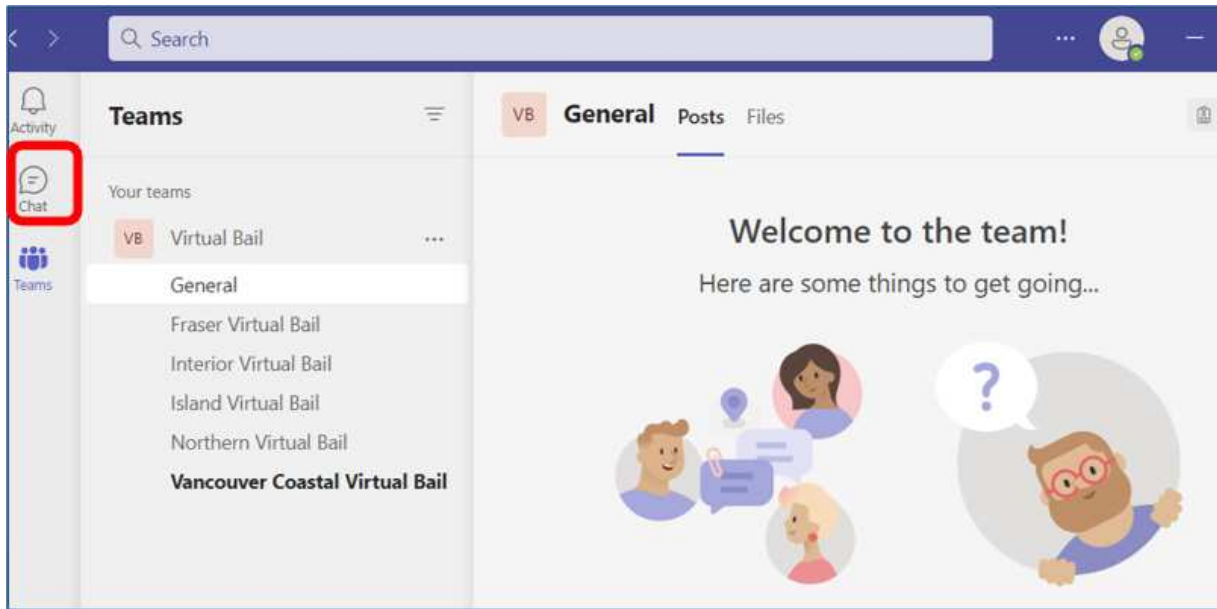 Search
Activity
Chat
Teams
Teams
Your teams
VB Virtual Bail
General
Fraser Virtual Bail
Interior Virtual Bail
Island Virtual Bail
Northern Virtual Bail
Vancouver Coastal Virtual Bail
VB General Posts Files
Welcome to the team!
Here are some things to get going...
?